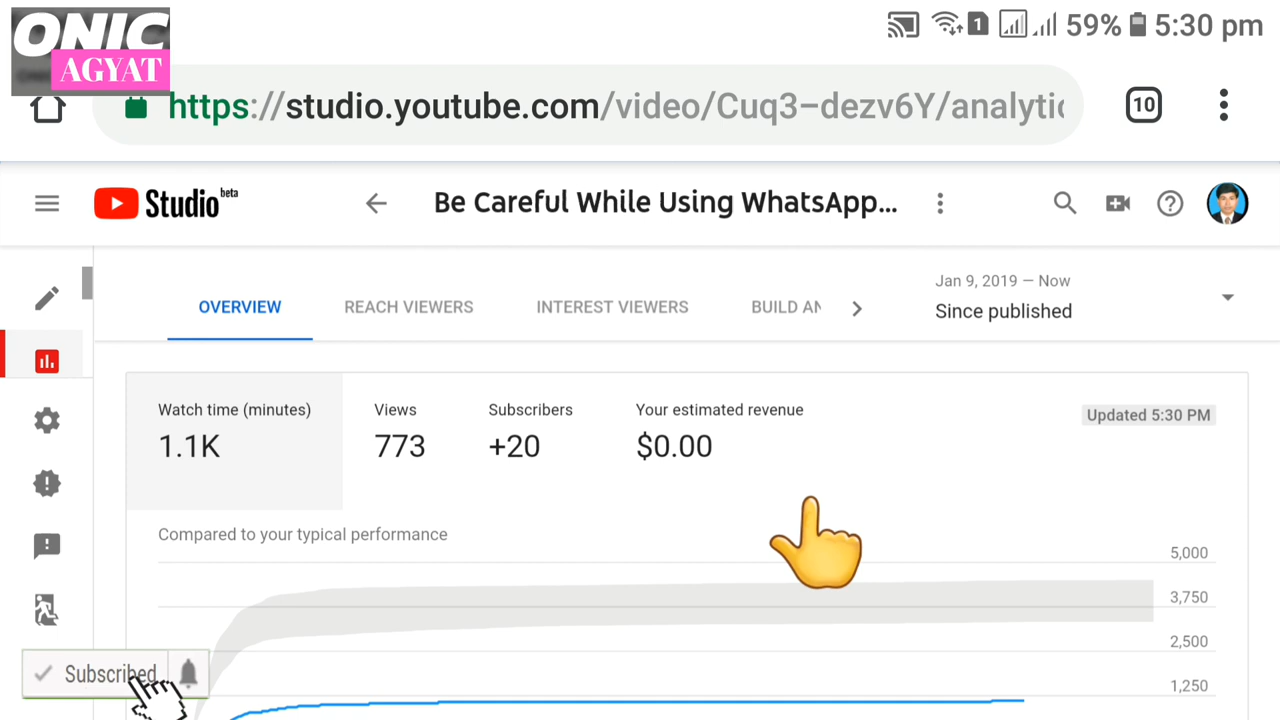 ONIC
AGYAT
1 59% 5:30 pm
https://studio.youtube.com/video/Cuq3-dezv6Y/analytic
10
Studio beta
Be Careful While Using WhatsApp...
OVERVIEW
REACH VIEWERS
INTEREST VIEWERS
BUILD AN
Jan 9, 2019 – Now
Since published
Watch time (minutes)
1.1K
Views
773
Subscribers
+20
Your estimated revenue
$0.00
Updated 5:30 PM
Compared to your typical performance
5,000
3,750
2,500
1,250
Subscribed